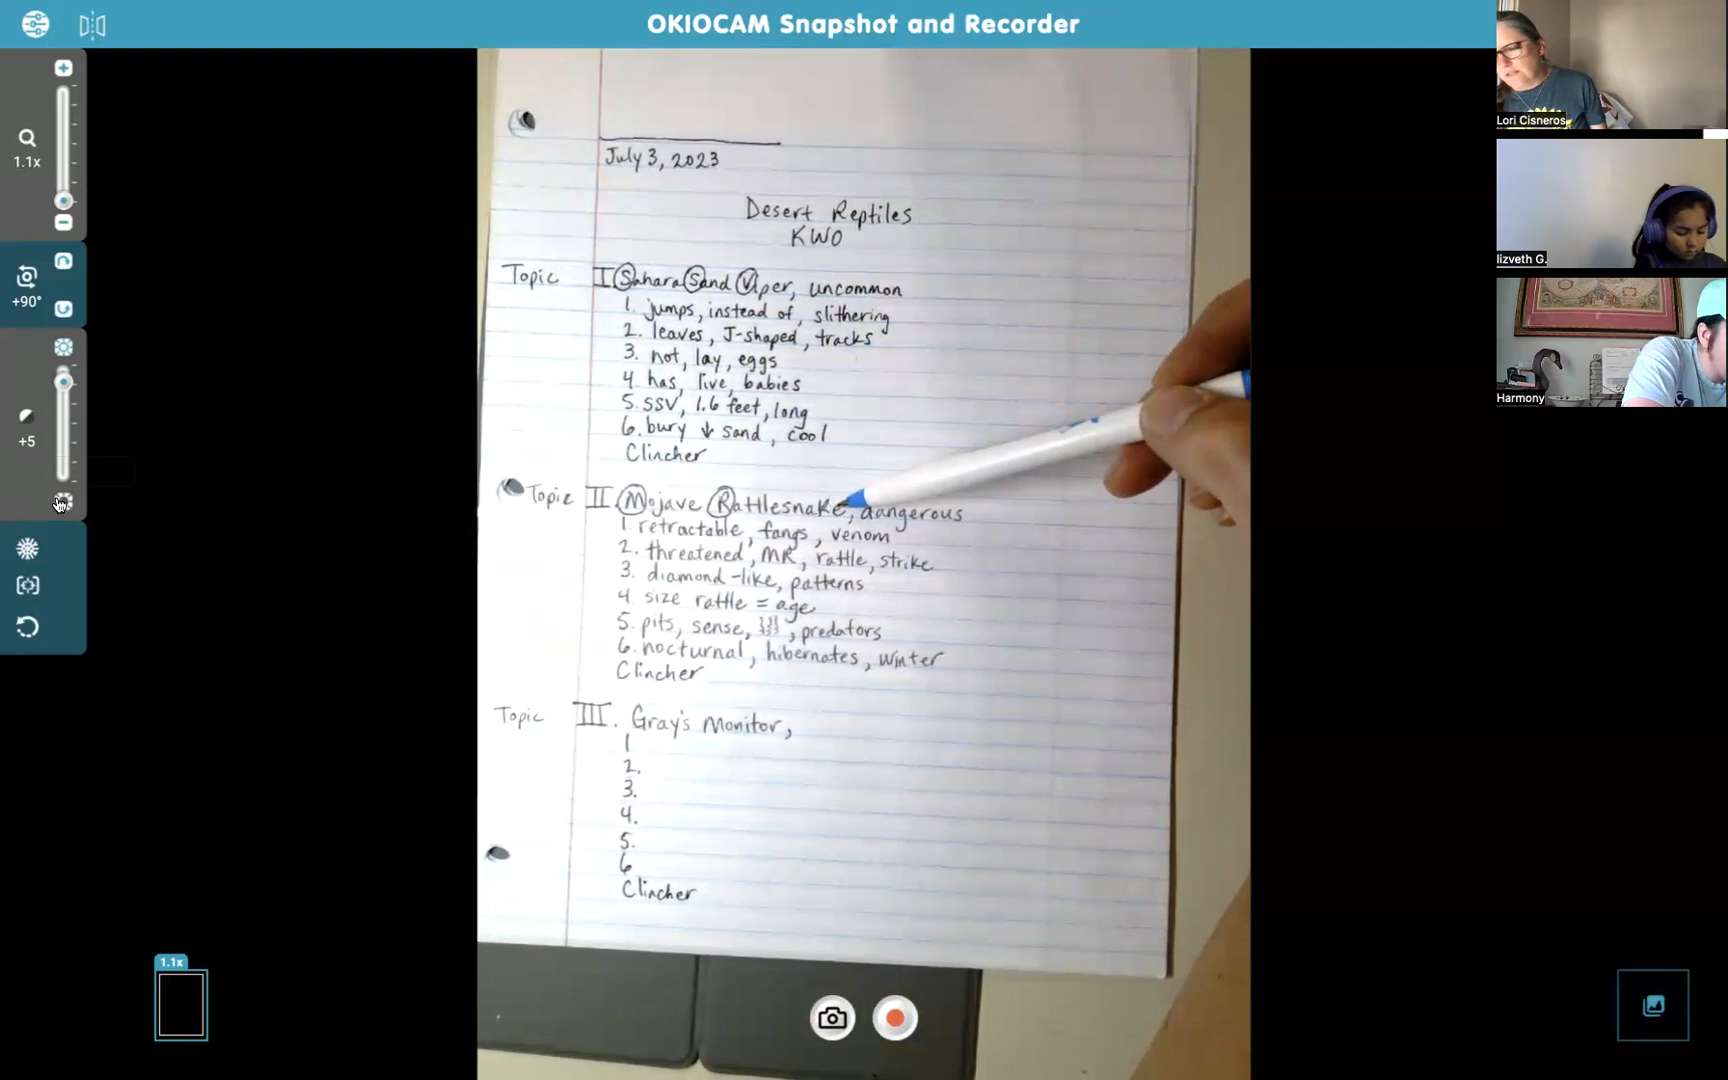 OKIOCAM Snapshot and Recorder
1.1x
+90°
+5
July 3, 2023
Desert Reptiles
KWO
Topic I Sahara Sand Viper, uncommon
1. jumps, instead of, slithering
2. leaves, J-shaped, tracks
3. not, lay, eggs
4. has, live, babies
5. SSV, 1.6 feet, long
6. bury ↓ sand, cool
Clincher
Topic II. Mojave Rattlesnake, dangerous
1. retractable, fangs, venom
2. threatened, MR, rattle, strike
3. diamond-like, patterns
4. size rattle = age
5. pits, sense, , predators
6. nocturnal, hibernates, winter
Clincher
Topic III. Gray's Monitor,
1
2.
3.
4.
5.
6
Clincher
1.1x
Lori Cisneros
lizveth G.
Harmony